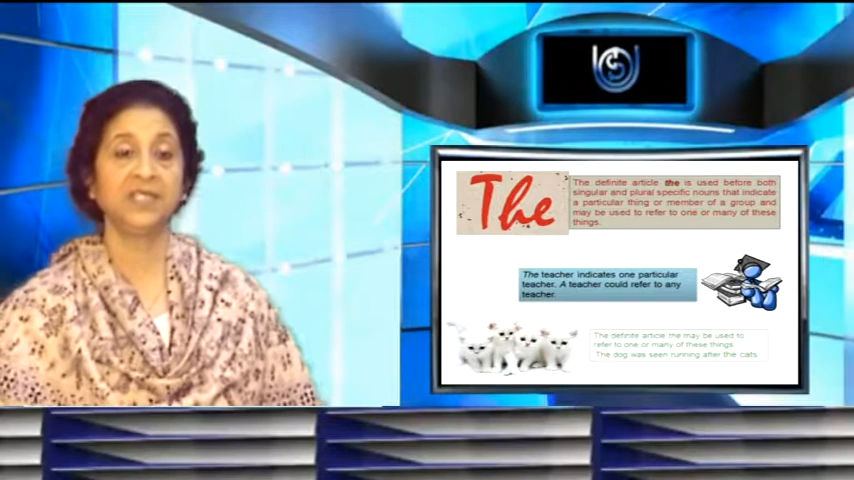 The
The definite article the is used before both
singular and plural specific nouns that indicate
a particular thing or member of a group and
may be used to refer to one or many of these
things.
The teacher indicates one particular
teacher. A teacher could refer to any
teacher.
The definite article the may be used to
refer to one or many of these things
The dog was seen running after the cats.